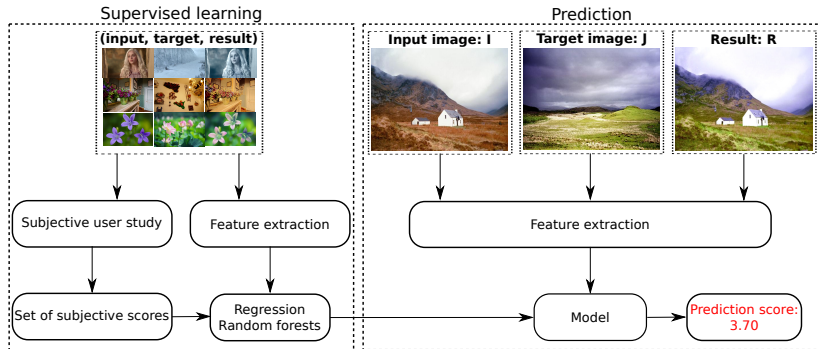 Supervised learning
Prediction
(input, target, result)
Input image: I
Target image: J
Result: R
Subjective user study
Feature extraction
Feature extraction
Set of subjective scores
Regression
Random forests
Model
Prediction score:
3.70